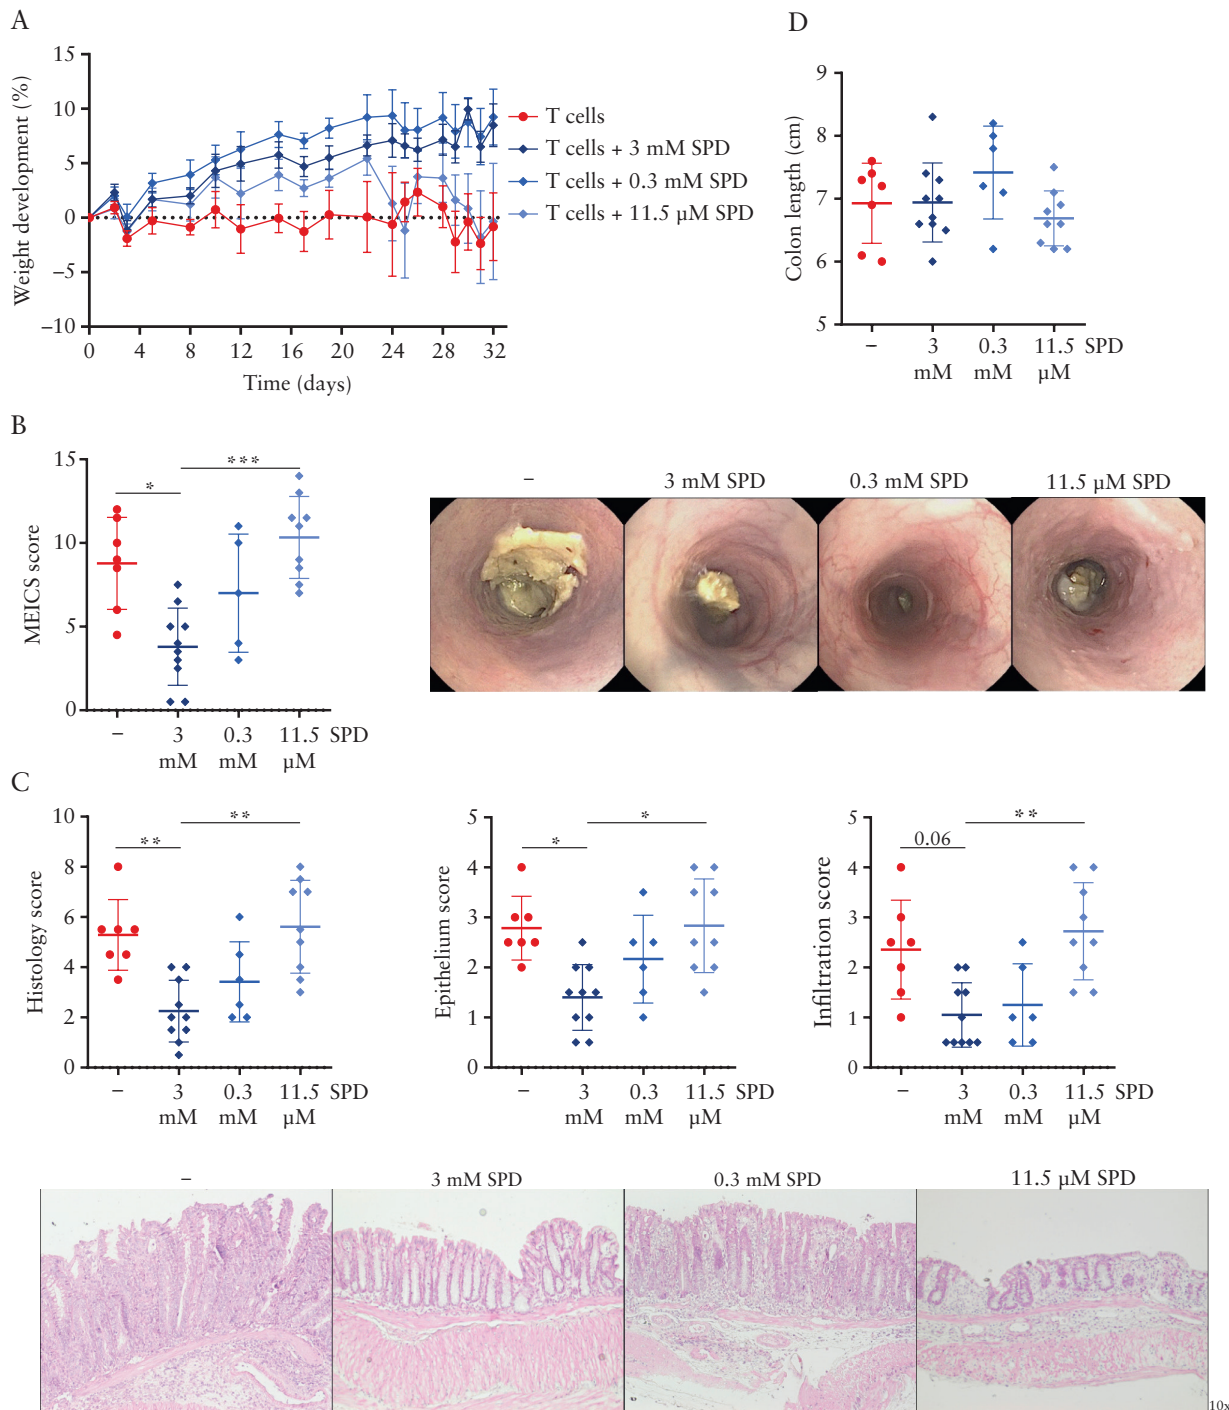 A
Weight development (%)
15
10
5
0
−5
−10
0 4 8 12 16 20 24 28 32
Time (days)
T cells
T cells + 3 mM SPD
T cells + 0.3 mM SPD
T cells + 11.5 µM SPD
D
Colon length (cm)
9
8
7
6
5
– 3 mM 0.3 mM 11.5 µM SPD
B
MEICS score
15
10
5
0
*
***
– 3 mM 0.3 mM 11.5 µM SPD
– 3 mM SPD 0.3 mM SPD 11.5 µM SPD
C
Histology score
10
8
6
4
2
0
**
**
– 3 mM 0.3 mM 11.5 µM SPD
Epithelium score
5
4
3
2
1
0
*
*
– 3 mM 0.3 mM 11.5 µM SPD
Infiltration score
5
4
3
2
1
0
0.06
**
– 3 mM 0.3 mM 11.5 µM SPD
– 3 mM SPD 0.3 mM SPD 11.5 µM SPD
10x